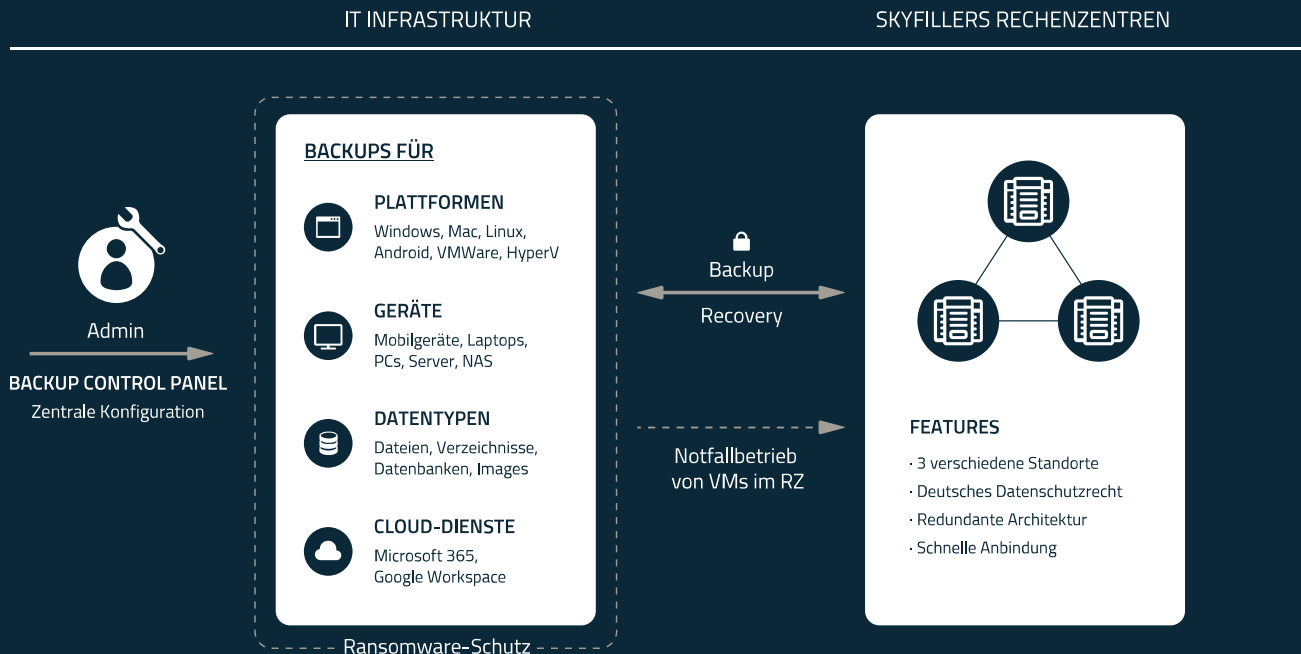 IT INFRASTRUKTUR
SKYFILLERS RECHENZENTREN
Admin
BACKUP CONTROL PANEL
Zentrale Konfiguration
BACKUPS FÜR
PLATTFORMEN
Windows, Mac, Linux,
Android, VMWare, HyperV
GERÄTE
Mobilgeräte, Laptops,
PCs, Server, NAS
DATENTYPEN
Dateien, Verzeichnisse,
Datenbanken, Images
CLOUD-DIENSTE
Microsoft 365,
Google Workspace
Ransomware-Schutz
Backup
Recovery
Notfallbetrieb
von VMs im RZ
FEATURES
· 3 verschiedene Standorte
· Deutsches Datenschutzrecht
· Redundante Architektur
· Schnelle Anbindung